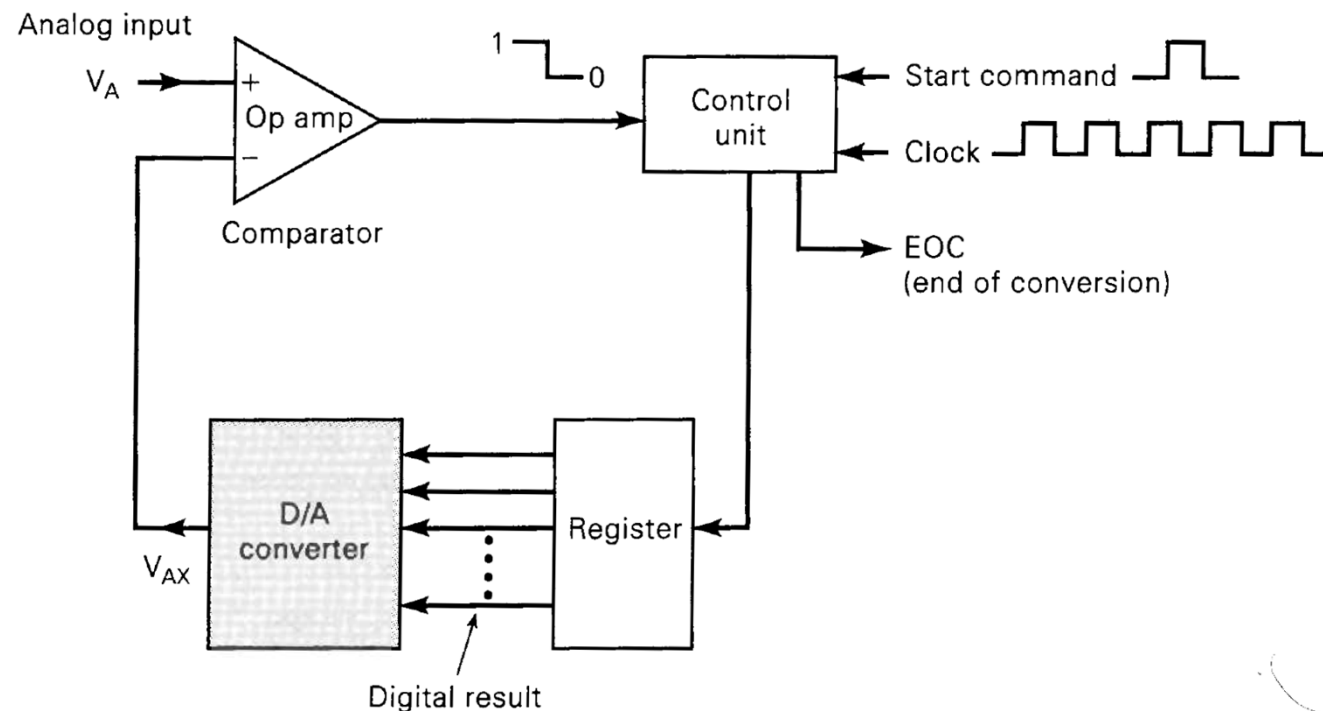 Analog input
V_A
+
Op amp
−
Comparator
1
0
Control
unit
Start command
Clock
EOC
(end of conversion)
D/A
converter
Register
V_AX
Digital result